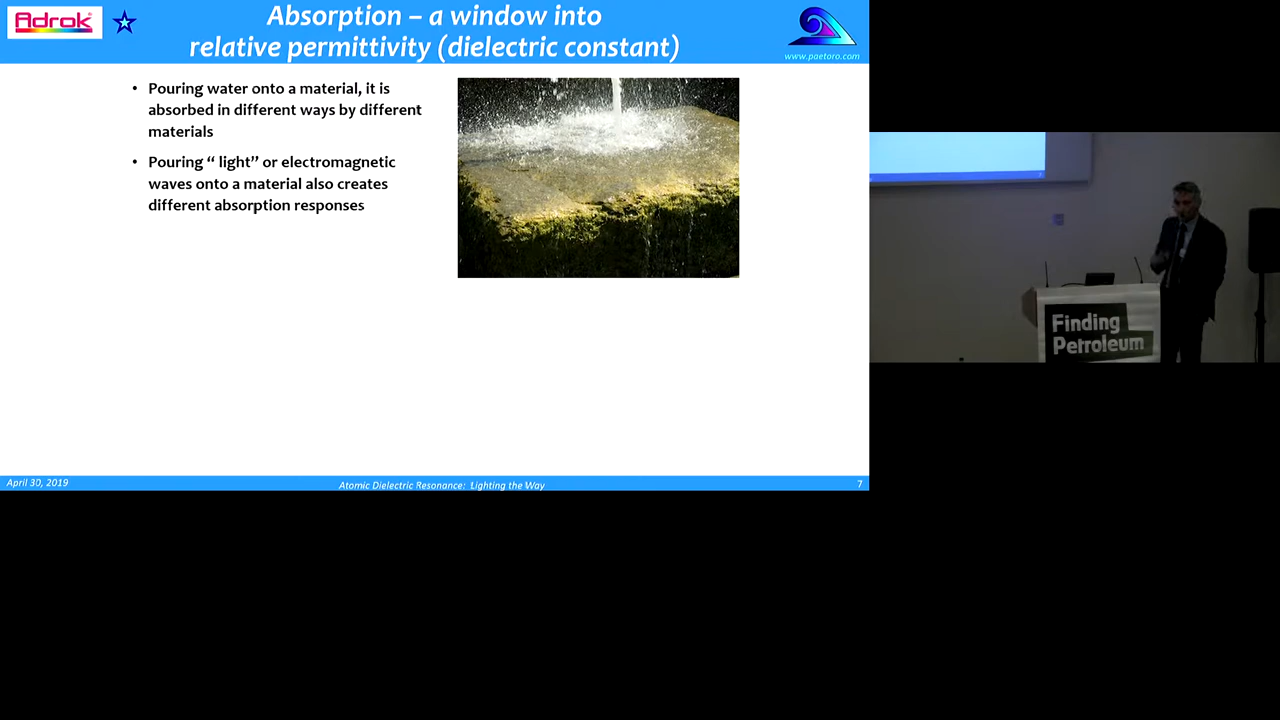 Adrok
Absorption – a window into
relative permittivity (dielectric constant)
www.paetoro.com
• Pouring water onto a material, it is
absorbed in different ways by different
materials
• Pouring “ light” or electromagnetic
waves onto a material also creates
different absorption responses
Finding
Petroleum
April 30, 2019
Atomic Dielectric Resonance: Lighting the Way
7